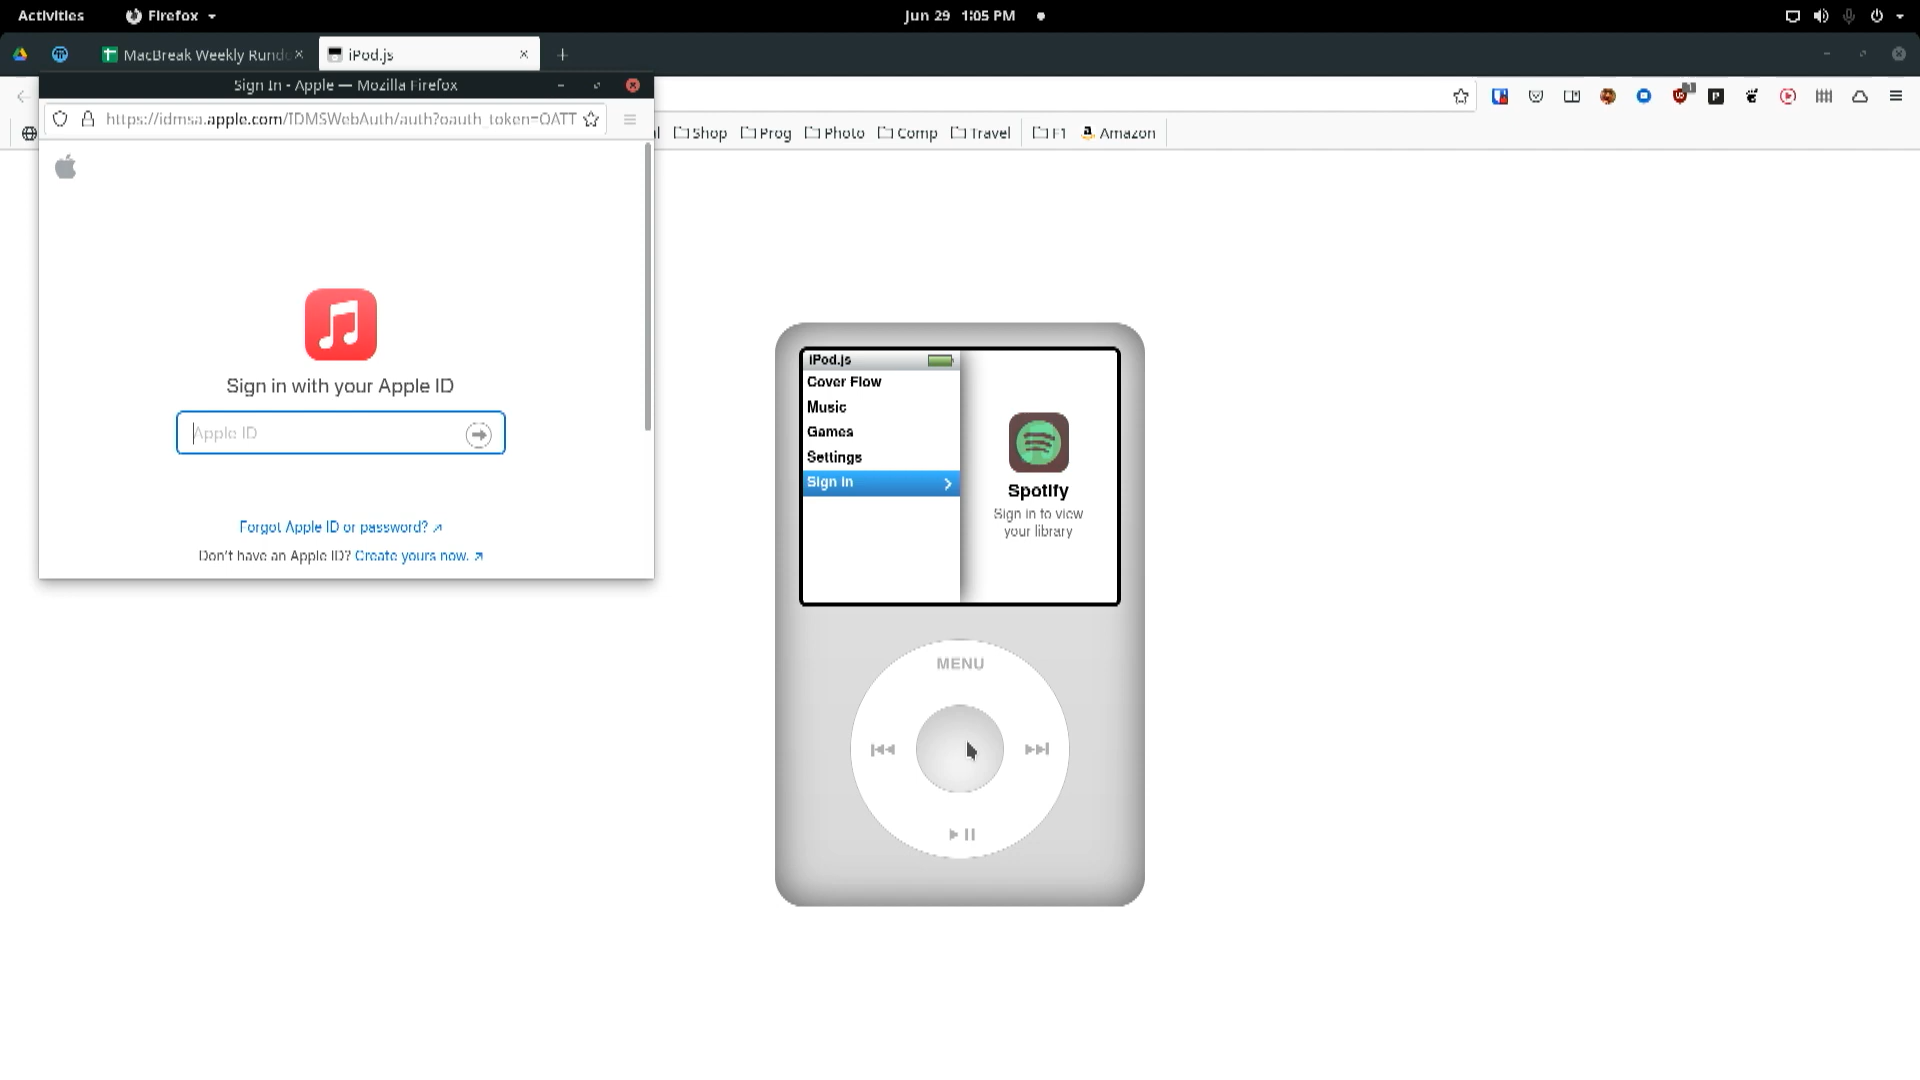 Activities
Firefox
Jun 29 1:05 PM
MacBreak Weekly Rund
iPod.js
Sign In - Apple — Mozilla Firefox
https://idmsa.apple.com/IDMSWebAuth/auth?oauth_token=OATT
Shop
Prog
Photo
Comp
Travel
F1
Amazon
Sign in with your Apple ID
Apple ID
Forgot Apple ID or password?
Don't have an Apple ID? Create yours now.
iPod.js
Cover Flow
Music
Games
Settings
Sign in
Spotify
Sign in to view
your library
MENU